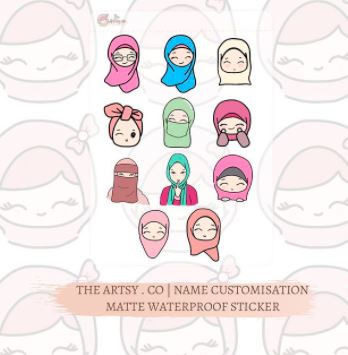 THE ARTSY . CO | NAME CUSTOMISATION
MATTE WATERPROOF STICKER